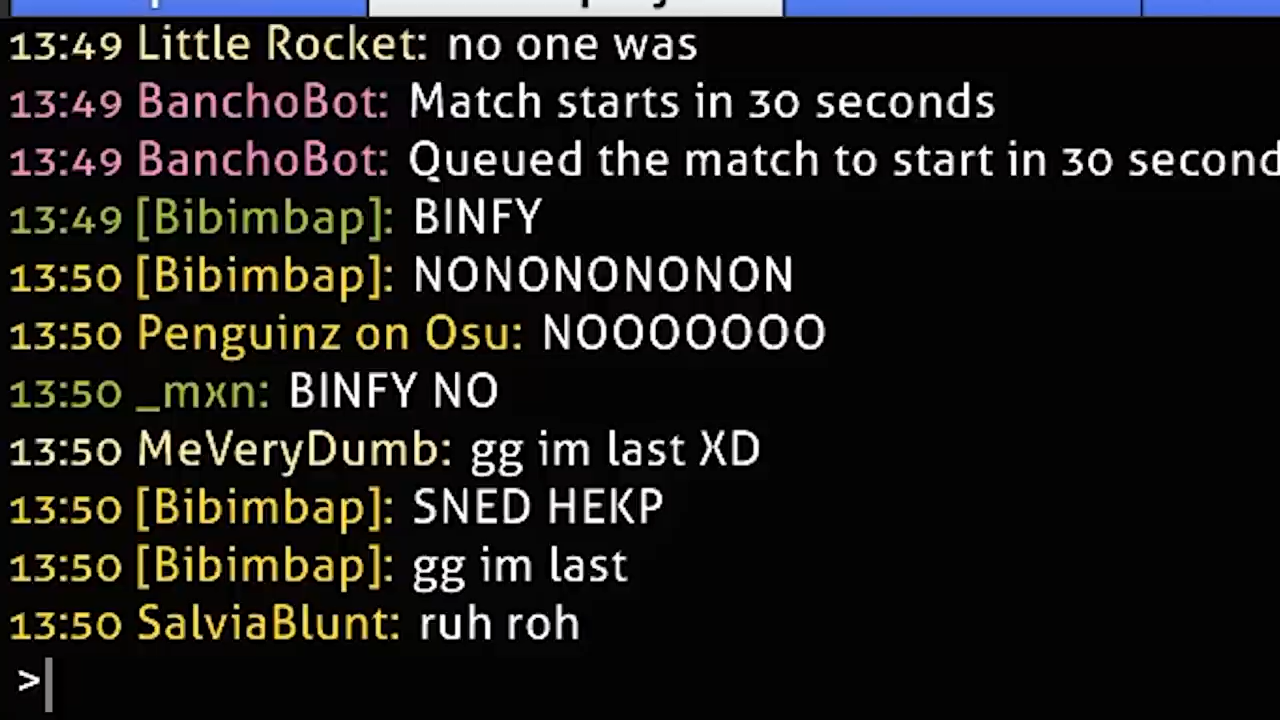 13:49 Little Rocket: no one was
13:49 BanchoBot: Match starts in 30 seconds
13:49 BanchoBot: Queued the match to start in 30 second
13:49 [Bibimbap]: BINFY
13:50 [Bibimbap]: NONONONONON
13:50 Penguinz on Osu: NOOOOOOO
13:50 _mxn: BINFY NO
13:50 MeVeryDumb: gg im last XD
13:50 [Bibimbap]: SNED HEKP
13:50 [Bibimbap]: gg im last
13:50 SalviaBlunt: ruh roh
>